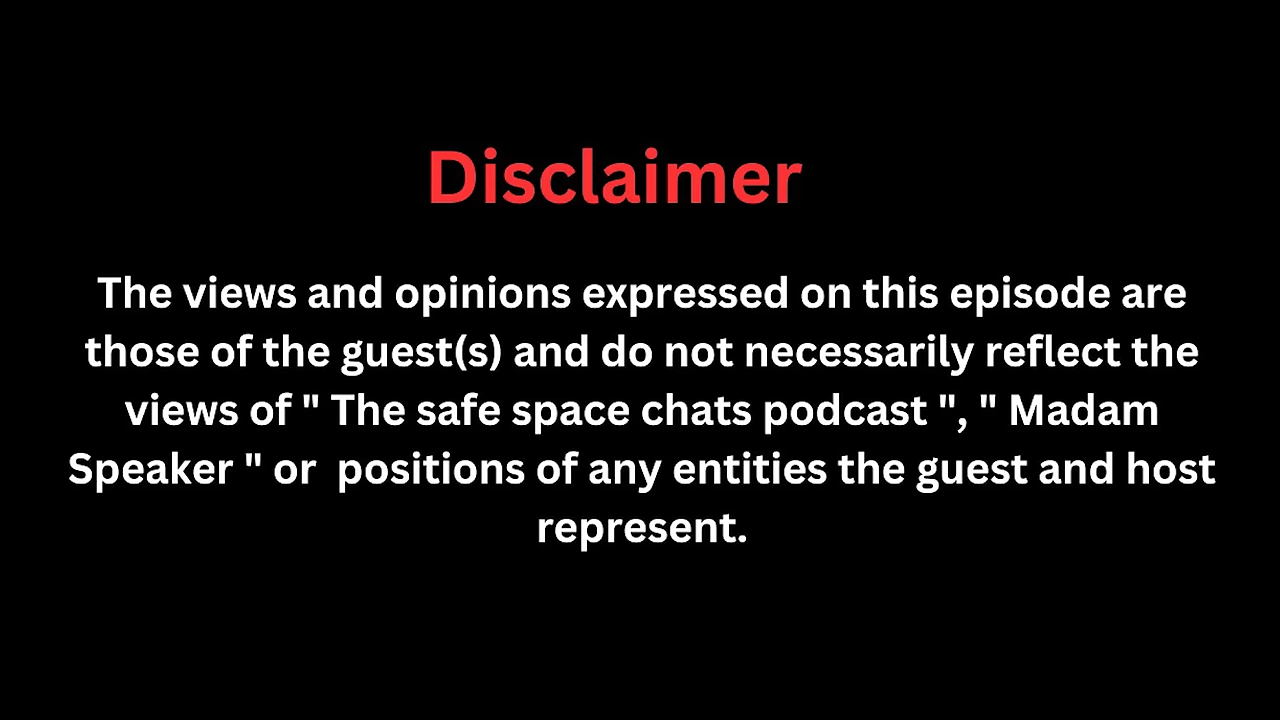 Disclaimer
The views and opinions expressed on this episode are
those of the guest(s) and do not necessarily reflect the
views of " The safe space chats podcast ", " Madam
Speaker " or  positions of any entities the guest and host
represent.